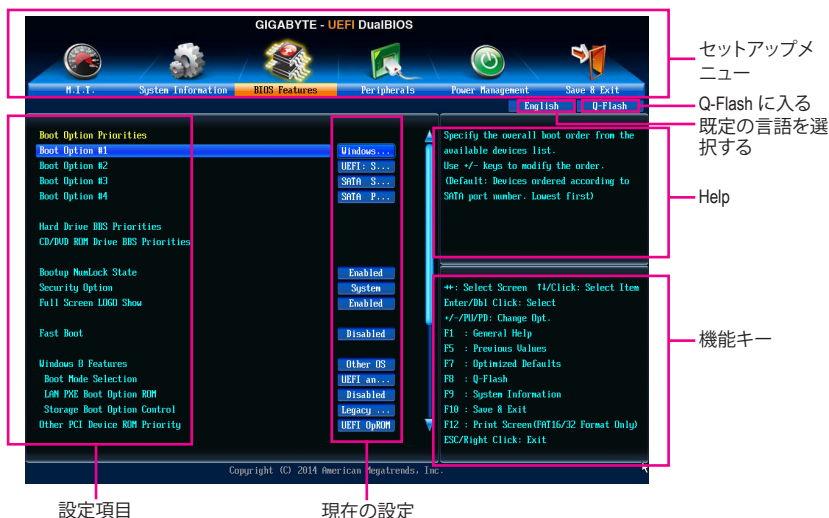 GIGABYTE - UEFI DualBIOS
M.I.T.
System Information
BIOS Features
Peripherals
Power Management
Save & Exit
セットアップメ
ニュー
English
Q-Flash
Q-Flash に入る
既定の言語を選
択する
Boot Option Priorities
Boot Option #1 Windows...
Boot Option #2 UEFI: S...
Boot Option #3 SATA S...
Boot Option #4 SATA P...
Hard Drive BBS Priorities
CD/DVD ROM Drive BBS Priorities
Bootup NumLock State Enabled
Security Option System
Full Screen LOGO Show Enabled
Fast Boot Disabled
Windows 8 Features Other OS
Boot Mode Selection UEFI an...
LAN PXE Boot Option ROM Disabled
Storage Boot Option Control Legacy ...
Other PCI Device ROM Priority UEFI OpROM
Specify the overall boot order from the
available devices list.
Use +/- keys to modify the order.
(Default: Devices ordered according to
SATA port number. Lowest first)
Help
→←: Select Screen ↑↓/Click: Select Item
Enter/Dbl Click: Select
+/-/PU/PD: Change Opt.
F1 : General Help
F5 : Previous Values
F7 : Optimized Defaults
F8 : Q-Flash
F9 : System Information
F10 : Save & Exit
F12 : Print Screen(FAT16/32 Format Only)
ESC/Right Click: Exit
機能キー
Copyright (C) 2014 American Megatrends, Inc.
設定項目
現在の設定